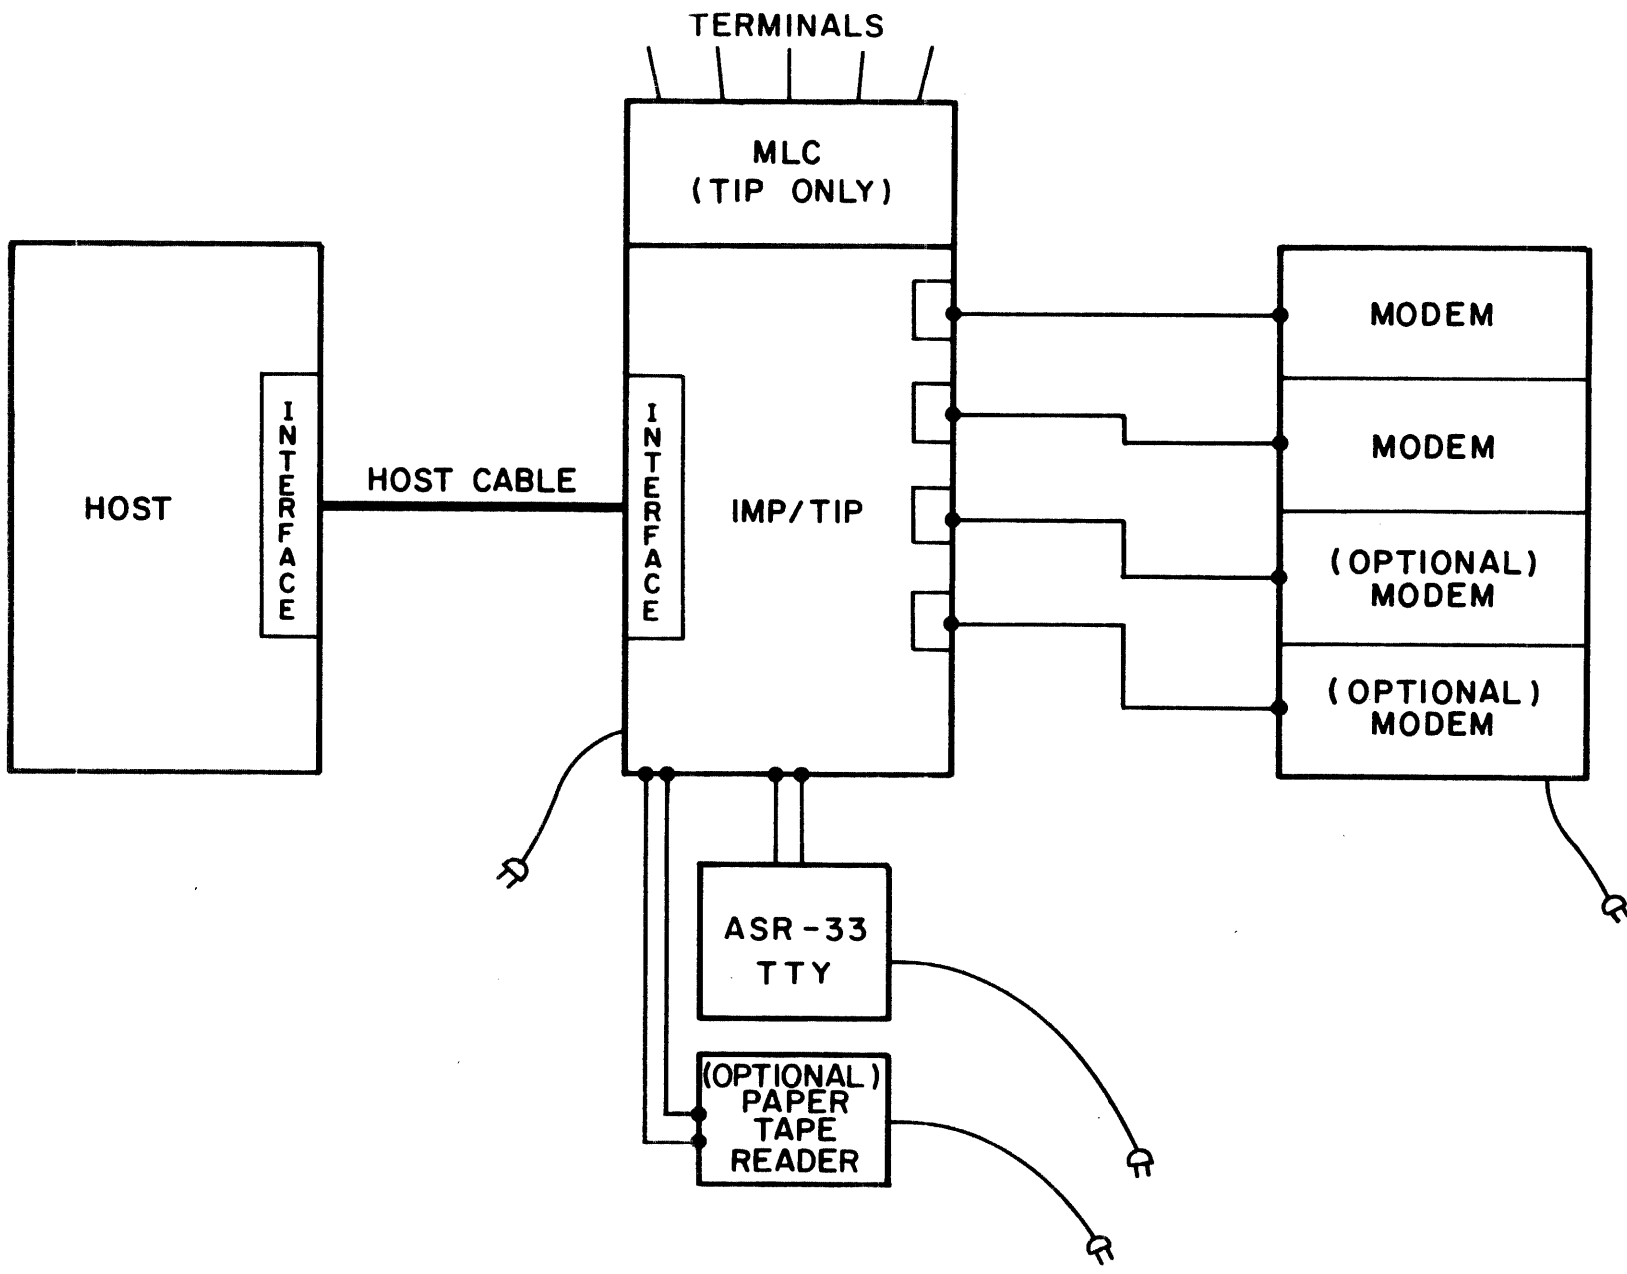 TERMINALS
MLC
(TIP ONLY)
HOST
INTERFACE
HOST CABLE
INTERFACE
IMP/TIP
MODEM
MODEM
(OPTIONAL)
MODEM
(OPTIONAL)
MODEM
ASR-33
TTY
(OPTIONAL)
PAPER
TAPE
READER